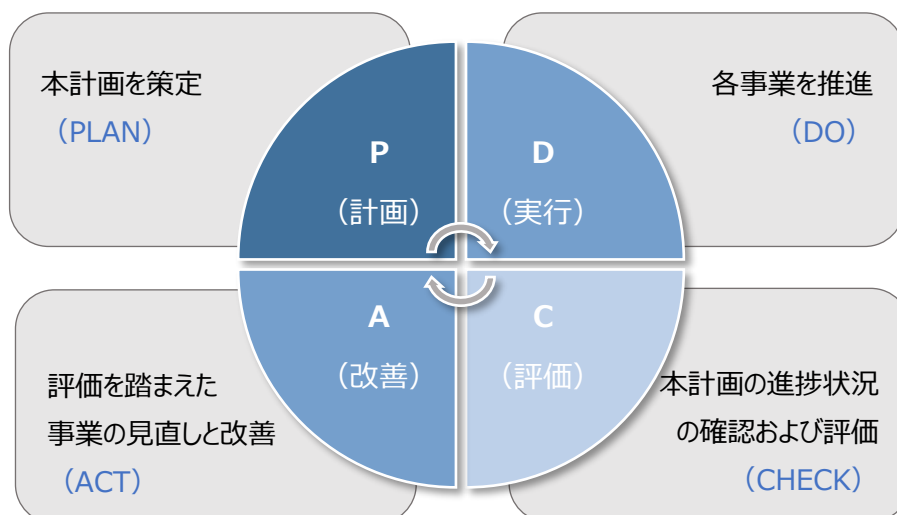 本計画を策定
（PLAN）
P
（計画）
D
（実行）
各事業を推進
（DO）
評価を踏まえた
事業の見直しと改善
（ACT）
A
（改善）
C
（評価）
本計画の進捗状況
の確認および評価
（CHECK）